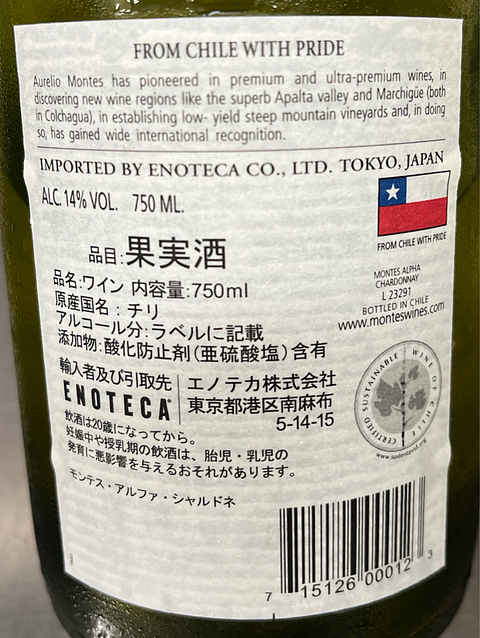 FROM CHILE WITH PRIDE
Aurelio Montes has pioneered in premium and ultra-premium wines, in
discovering new wine regions like the superb Apalta valley and Marchigüe (both
in Colchagua), in establishing low- yield steep mountain vineyards and, in doing
so, has gained wide international recognition.
IMPORTED BY ENOTECA CO., LTD. TOKYO, JAPAN
ALC. 14% VOL. 750 ML.
FROM CHILE WITH PRIDE
品目:果実酒
品名:ワイン 内容量:750ml
原産国名:チリ
アルコール分:ラベルに記載
添加物:酸化防止剤(亜硫酸塩)含有
MONTES ALPHA
CHARDONNAY
L 23291
BOTTLED IN CHILE
www.monteswines.com
輸入者及び引取先
ENOTECA
エノテカ株式会社
東京都港区南麻布
5-14-15
CERTIFIED SUSTAINABLE WINE OF CHILE
飲酒は20歳になってから。
妊娠中や授乳期の飲酒は、胎児・乳児の
発育に悪影響を与えるおそれがあります。
モンテス・アルファ・シャルドネ
7 15126 00012 3